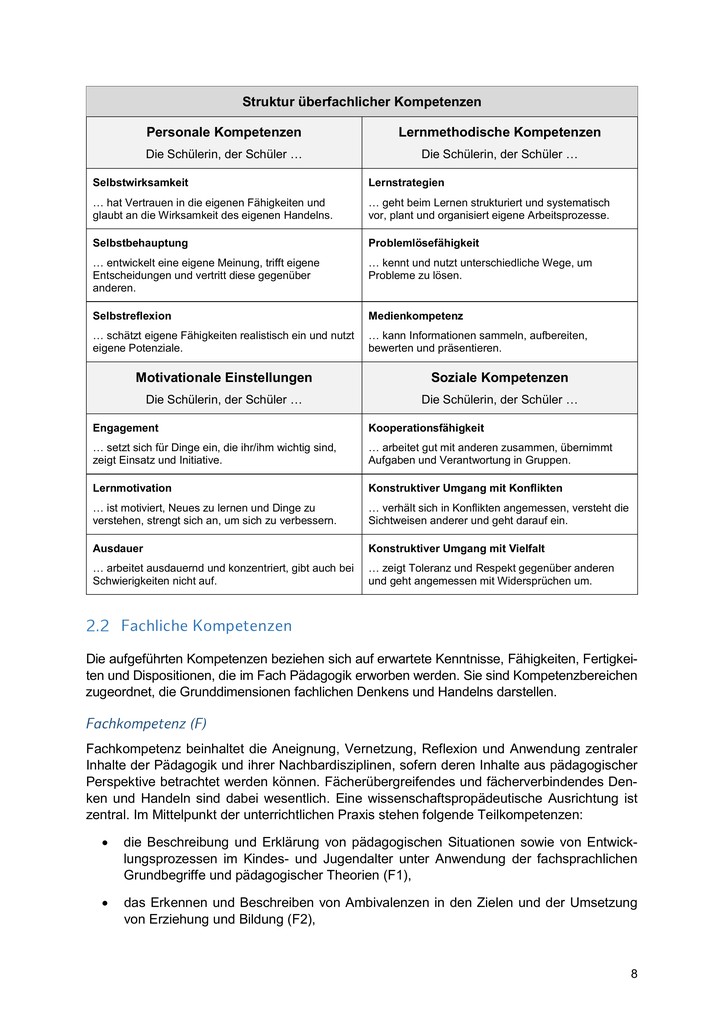 Struktur überfachlicher Kompetenzen
Personale Kompetenzen
Die Schülerin, der Schüler …
Lernmethodische Kompetenzen
Die Schülerin, der Schüler …
Selbstwirksamkeit
… hat Vertrauen in die eigenen Fähigkeiten und
glaubt an die Wirksamkeit des eigenen Handelns.
Lernstrategien
… geht beim Lernen strukturiert und systematisch
vor, plant und organisiert eigene Arbeitsprozesse.
Selbstbehauptung
… entwickelt eine eigene Meinung, trifft eigene
Entscheidungen und vertritt diese gegenüber
anderen.
Problemlösefähigkeit
… kennt und nutzt unterschiedliche Wege, um
Probleme zu lösen.
Selbstreflexion
… schätzt eigene Fähigkeiten realistisch ein und nutzt
eigene Potenziale.
Medienkompetenz
… kann Informationen sammeln, aufbereiten,
bewerten und präsentieren.
Motivationale Einstellungen
Die Schülerin, der Schüler …
Soziale Kompetenzen
Die Schülerin, der Schüler …
Engagement
… setzt sich für Dinge ein, die ihr/ihm wichtig sind,
zeigt Einsatz und Initiative.
Kooperationsfähigkeit
… arbeitet gut mit anderen zusammen, übernimmt
Aufgaben und Verantwortung in Gruppen.
Lernmotivation
… ist motiviert, Neues zu lernen und Dinge zu
verstehen, strengt sich an, um sich zu verbessern.
Konstruktiver Umgang mit Konflikten
… verhält sich in Konflikten angemessen, versteht die
Sichtweisen anderer und geht darauf ein.
Ausdauer
… arbeitet ausdauernd und konzentriert, gibt auch bei
Schwierigkeiten nicht auf.
Konstruktiver Umgang mit Vielfalt
… zeigt Toleranz und Respekt gegenüber anderen
und geht angemessen mit Widersprüchen um.
2.2 Fachliche Kompetenzen
Die aufgeführten Kompetenzen beziehen sich auf erwartete Kenntnisse, Fähigkeiten, Fertigkei-
ten und Dispositionen, die im Fach Pädagogik erworben werden. Sie sind Kompetenzbereichen
zugeordnet, die Grunddimensionen fachlichen Denkens und Handelns darstellen.
Fachkompetenz (F)
Fachkompetenz beinhaltet die Aneignung, Vernetzung, Reflexion und Anwendung zentraler
Inhalte der Pädagogik und ihrer Nachbardisziplinen, sofern deren Inhalte aus pädagogischer
Perspektive betrachtet werden können. Fächerübergreifendes und fächerverbindendes Den-
ken und Handeln sind dabei wesentlich. Eine wissenschaftspropädeutische Ausrichtung ist
zentral. Im Mittelpunkt der unterrichtlichen Praxis stehen folgende Teilkompetenzen:
• die Beschreibung und Erklärung von pädagogischen Situationen sowie von Entwick-
lungsprozessen im Kindes- und Jugendalter unter Anwendung der fachsprachlichen
Grundbegriffe und pädagogischer Theorien (F1),
• das Erkennen und Beschreiben von Ambivalenzen in den Zielen und der Umsetzung
von Erziehung und Bildung (F2),
8